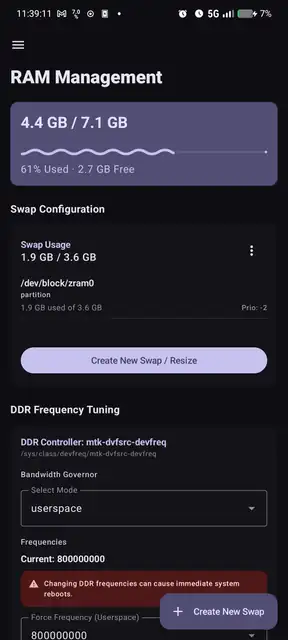 11:39:11 7.0 5G 7%
RAM Management
4.4 GB / 7.1 GB
61% Used · 2.7 GB Free
Swap Configuration
Swap Usage
1.9 GB / 3.6 GB
/dev/block/zram0
partition
1.9 GB used of 3.6 GB Prio: -2
Create New Swap / Resize
DDR Frequency Tuning
DDR Controller: mtk-dvfsrc-devfreq
/sys/class/devfreq/mtk-dvfsrc-devfreq
Bandwidth Governor
Select Mode
userspace
Frequencies
Current: 800000000
Changing DDR frequencies can cause immediate system
reboots.
Create New Swap
Force Frequency (Userspace)
800000000